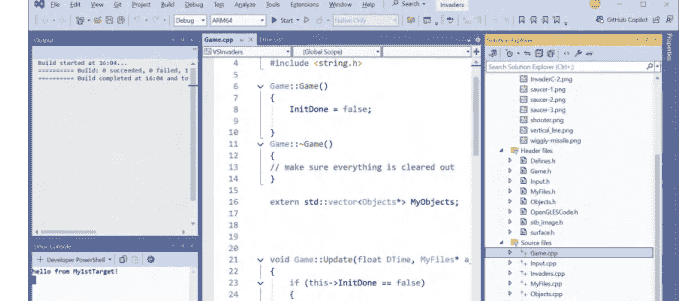 File Edit View Git Project Build Debug Test Analyze Tools Extensions Window Help Search Invaders
Debug ARM64 Start Native Only GitHub Copilot
Output
Build started at 16:04...
========== Build: 0 succeeded, 0 failed, 1
========== Build completed at 16:04 and to
Developer PowerShell
hello from My1stTarget!
Game.cpp
VSInvaders (Global Scope)
4 #include <string.h>
5
6 Game::Game()
7 {
8 InitDone = false;
9
10 }
11 Game::~Game()
12 {
13 // make sure everything is cleared out
14 }
15
16 extern std::vector<Objects*> MyObjects;
17
18
19
20
21 void Game::Update(float DTime, MyFiles* a_
22 {
23 if (this->InitDone == false)
24 {
Search Solution Explorer (Ctrl+;)
InvaderC-2.png
saucer-1.png
saucer-2.png
saucer-3.png
shooter.png
vertical_line.png
wiggly-missile.png
Header files
Defines.h
Game.h
Input.h
MyFiles.h
Objects.h
OpenGLESCode.h
stb_image.h
surface.h
Source files
Game.cpp
Input.cpp
Invaders.cpp
MyFiles.cpp
Objects.cpp
Properties